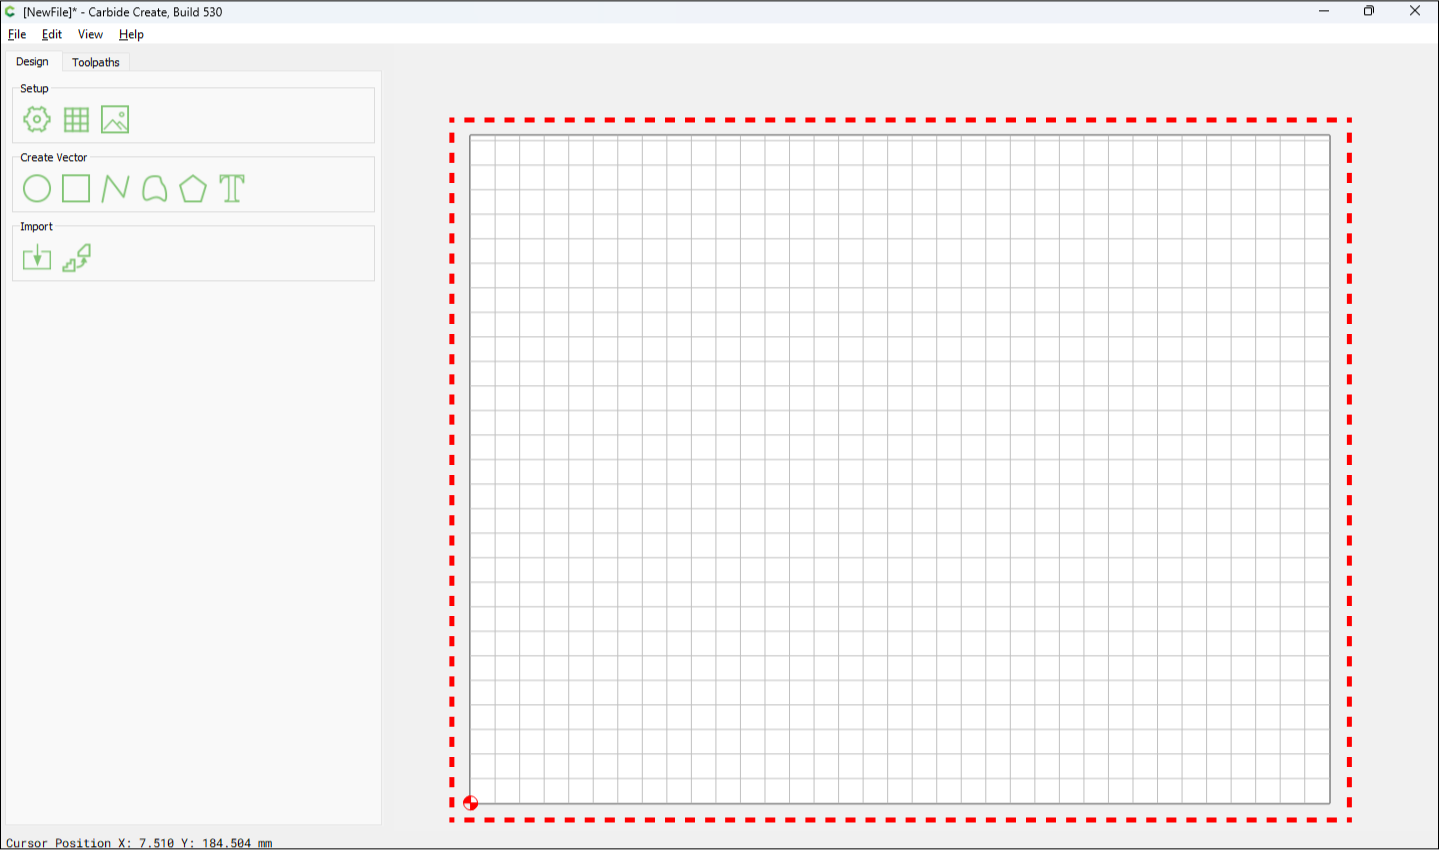 [NewFile]* - Carbide Create, Build 530
File Edit View Help
Design Toolpaths
Setup
Create Vector
Import
Cursor Position X: 7.510 Y: 184.504 mm